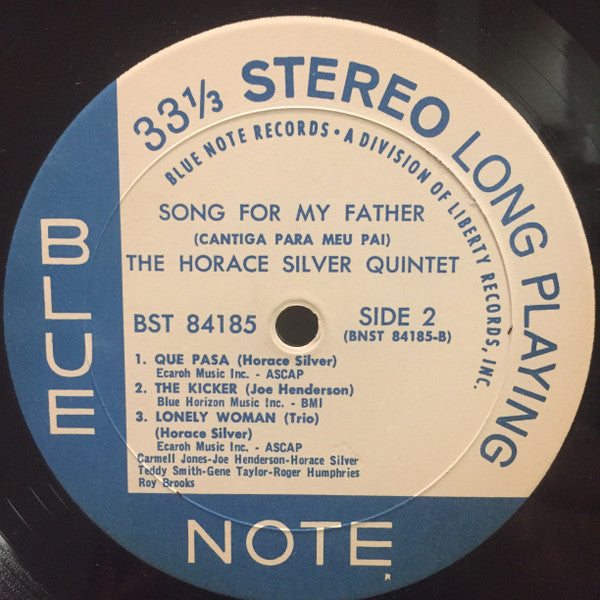 33⅓ STEREO LONG PLAYING
BLUE NOTE RECORDS • A DIVISION OF LIBERTY RECORDS, INC.
SONG FOR MY FATHER
(CANTIGA PARA MEU PAI)
THE HORACE SILVER QUINTET
BST 84185
SIDE 2
(BNST 84185-B)
1. QUE PASA (Horace Silver)
Ecaroh Music Inc. - ASCAP
2. THE KICKER (Joe Henderson)
Blue Horizon Music Inc. - BMI
3. LONELY WOMAN (Trio)
(Horace Silver)
Ecaroh Music Inc. - ASCAP
Carmell Jones-Joe Henderson-Horace Silver
Teddy Smith-Gene Taylor-Roger Humphries
Roy Brooks
BLUE
NOTE
R